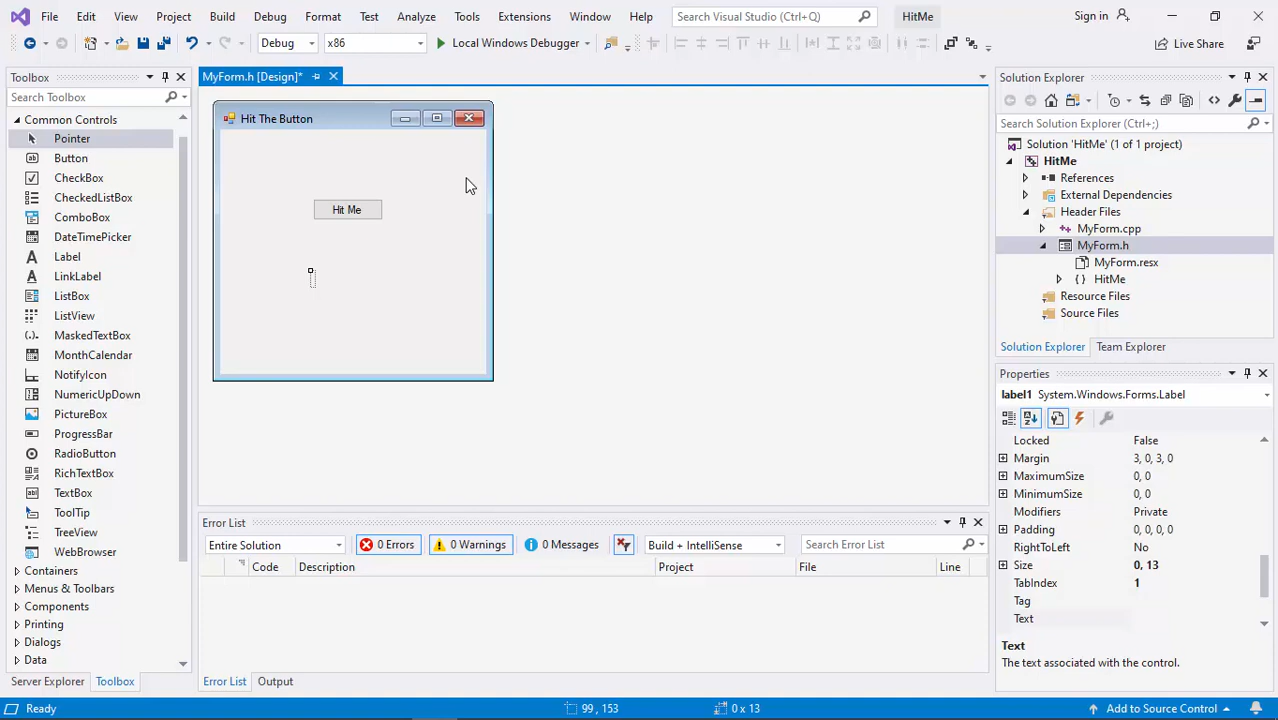 File Edit View Project Build Debug Format Test Analyze Tools Extensions Window Help Search Visual Studio (Ctrl+Q) HitMe Sign in
Debug x86 Local Windows Debugger Live Share
Toolbox
Search Toolbox
Common Controls
Pointer
Button
CheckBox
CheckedListBox
ComboBox
DateTimePicker
Label
LinkLabel
ListBox
ListView
MaskedTextBox
MonthCalendar
NotifyIcon
NumericUpDown
PictureBox
ProgressBar
RadioButton
RichTextBox
TextBox
ToolTip
TreeView
WebBrowser
Containers
Menus & Toolbars
Components
Printing
Dialogs
Data
Server Explorer Toolbox
MyForm.h [Design]*
Hit The Button
Hit Me
Error List
Entire Solution 0 Errors 0 Warnings 0 Messages Build + IntelliSense Search Error List
Code Description Project File Line
Error List Output
Solution Explorer
Search Solution Explorer (Ctrl+;)
Solution 'HitMe' (1 of 1 project)
HitMe
References
External Dependencies
Header Files
MyForm.cpp
MyForm.h
MyForm.resx
HitMe
Resource Files
Source Files
Solution Explorer Team Explorer
Properties
label1 System.Windows.Forms.Label
Locked False
Margin 3, 0, 3, 0
MaximumSize 0, 0
MinimumSize 0, 0
Modifiers Private
Padding 0, 0, 0, 0
RightToLeft No
Size 0, 13
TabIndex 1
Tag
Text
Text
The text associated with the control.
Ready 99 , 153 0 x 13 Add to Source Control